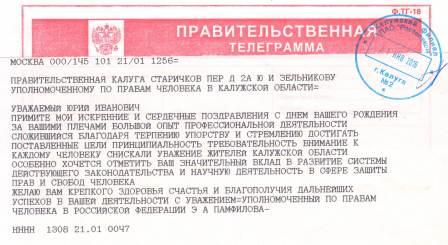 Ф.ТГ-18
ПРАВИТЕЛЬСТВЕННАЯ
ТЕЛЕГРАММА
МОСКВА 000/145 101 21/01 1256=
ПРАВИТЕЛЬСТВЕННАЯ КАЛУГА СТАРИЧКОВ ПЕР Д 2А Ю И ЗЕЛЬНИКОВУ
УПОЛНОМОЧЕННОМУ ПО ПРАВАМ ЧЕЛОВЕКА В КАЛУЖСКОЙ ОБЛАСТИ=
УВАЖАЕМЫЙ ЮРИЙ ИВАНОВИЧ
ПРИМИТЕ МОИ ИСКРЕННИЕ И СЕРДЕЧНЫЕ ПОЗДРАВЛЕНИЯ С ДНЕМ ВАШЕГО РОЖДЕНИЯ
ЗА ВАШИМИ ПЛЕЧАМИ БОЛЬШОЙ ОПЫТ ПРОФЕССИОНАЛЬНОЙ ДЕЯТЕЛЬНОСТИ
СЛОЖИВШИЙСЯ БЛАГОДАРЯ ТЕРПЕНИЮ УПОРСТВУ И СТРЕМЛЕНИЮ ДОСТИГАТЬ
ПОСТАВЛЕННЫЕ ЦЕЛИ ПРИНЦИПИАЛЬНОСТЬ ТРЕБОВАТЕЛЬНОСТЬ ВНИМАНИЕ К
КАЖДОМУ ЧЕЛОВЕКУ СНИСКАЛИ УВАЖЕНИЕ ЖИТЕЛЕЙ КАЛУЖСКОЙ ОБЛАСТИ
ОСОБЕННО ХОЧЕТСЯ ОТМЕТИТЬ ВАШ ЗНАЧИТЕЛЬНЫЙ ВКЛАД В РАЗВИТИЕ СИСТЕМЫ
ДЕЙСТВУЮЩЕГО ЗАКОНОДАТЕЛЬСТВА И НАУЧНУЮ ДЕЯТЕЛЬНОСТЬ В СФЕРЕ ЗАЩИТЫ
ПРАВ И СВОБОД ЧЕЛОВЕКА
ЖЕЛАЮ ВАМ КРЕПКОГО ЗДОРОВЬЯ СЧАСТЬЯ И БЛАГОПОЛУЧИЯ ДАЛЬНЕЙШИХ
УСПЕХОВ В ВАШЕЙ ДЕЯТЕЛЬНОСТИ С УВАЖЕНИЕМ=УПОЛНОМОЧЕННЫЙ ПО ПРАВАМ
ЧЕЛОВЕКА В РОССИЙСКОЙ ФЕДЕРАЦИИ Э А ПАМФИЛОВА-
НННН 1308 21.01 0047
г.Калуга